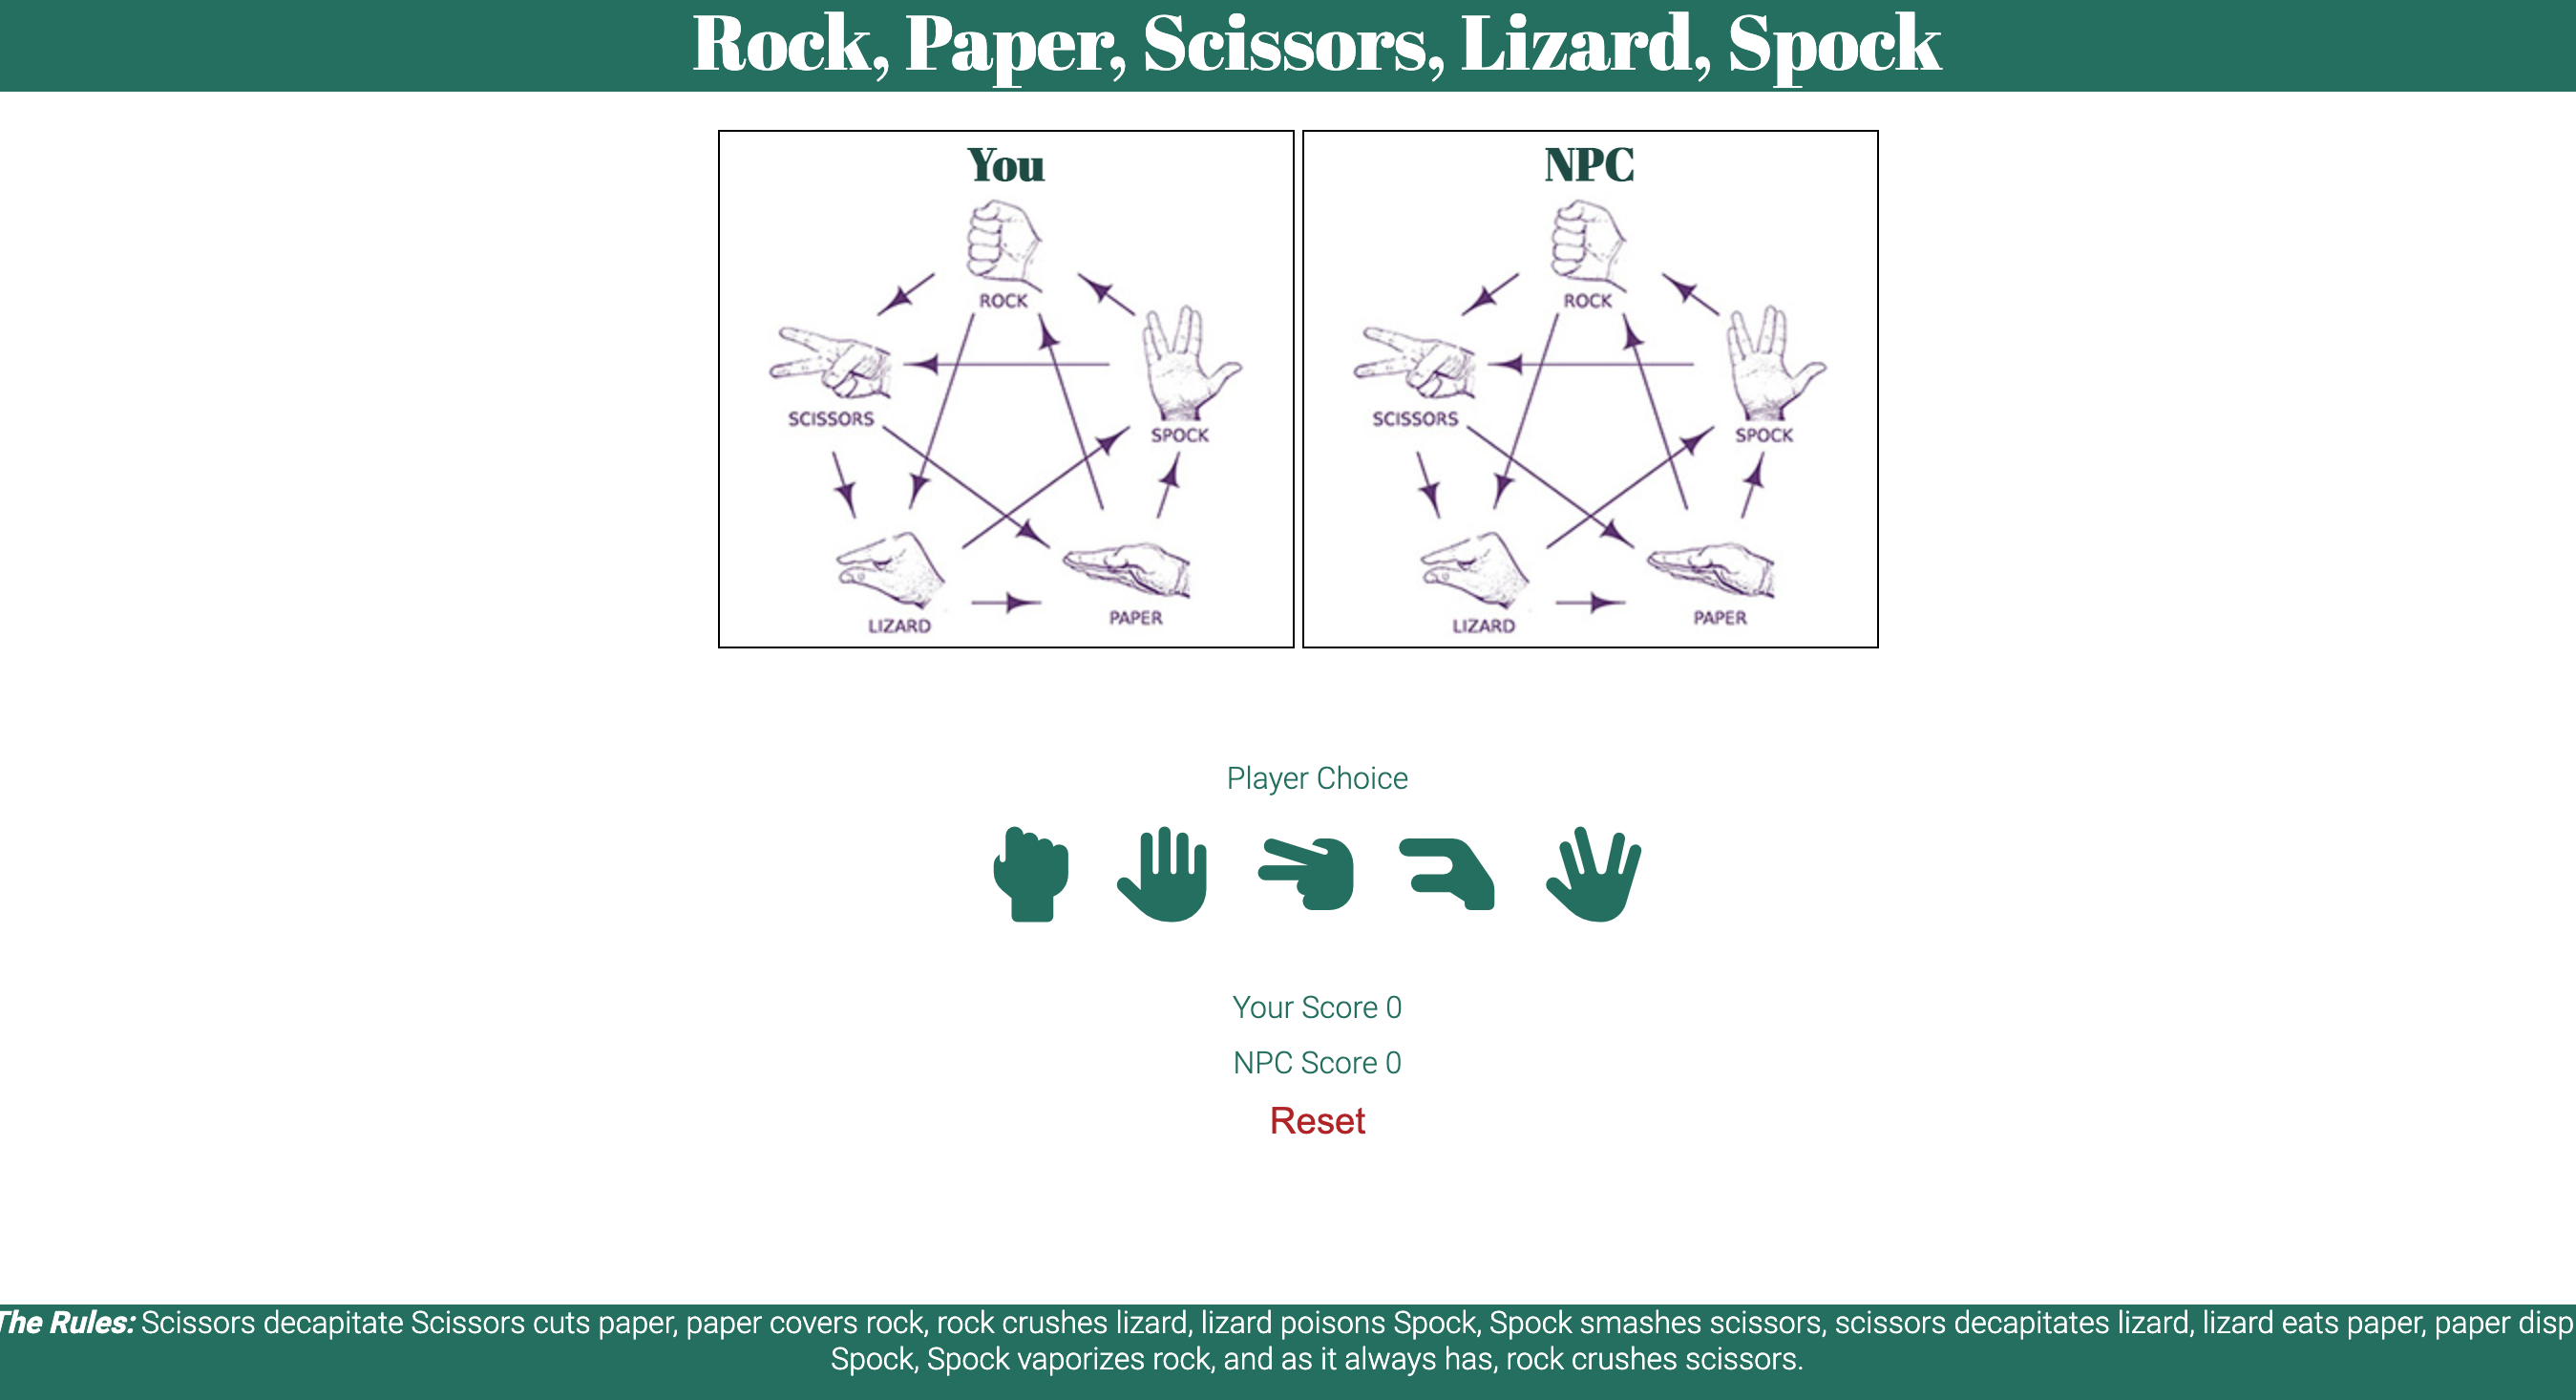 Rock, Paper, Scissors, Lizard, Spock
You
ROCK
SCISSORS
SPOCK
LIZARD
PAPER
NPC
ROCK
SCISSORS
SPOCK
LIZARD
PAPER
Player Choice
Your Score 0
NPC Score 0
Reset
The Rules: Scissors decapitate Scissors cuts paper, paper covers rock, rock crushes lizard, lizard poisons Spock, Spock smashes scissors, scissors decapitates lizard, lizard eats paper, paper disp
Spock, Spock vaporizes rock, and as it always has, rock crushes scissors.